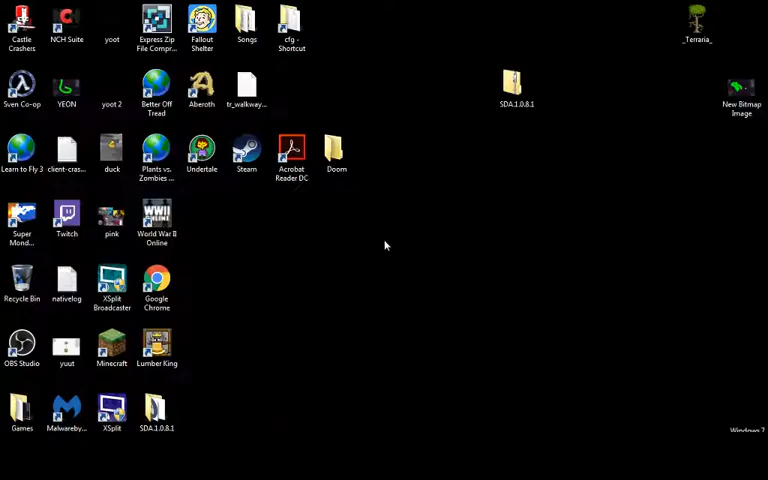 Castle
Crashers
NCH Suite
yoot
Express Zip
File Compr...
Fallout
Shelter
Songs
cfg -
Shortcut
_Terraria_
Sven Co-op
YEON
yoot 2
Better Off
Tread
Aberoth
tr_walkway...
SDA.1.0.8.1
New Bitmap
Image
Learn to Fly 3
client-cras...
duck
Plants vs.
Zombies ...
Undertale
Steam
Acrobat
Reader DC
Doom
Super
Mond...
Twitch
pink
World War II
Online
Recycle Bin
nativelog
XSplit
Broadcaster
Google
Chrome
OBS Studio
yuut
Minecraft
Lumber King
Games
Malwareby...
XSplit
SDA.1.0.8.1
Windows 7